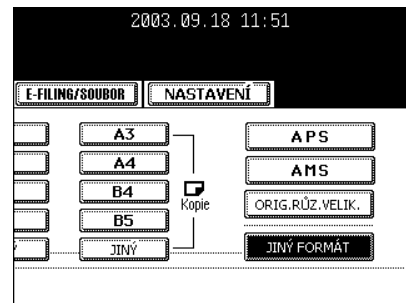 2003.09.18 11:51
E-FILING/SOUBOR NASTAVENÍ
A3 APS
A4 AMS
B4 Kopie ORIG.RŮZ.VELIK.
B5
JINÝ JINÝ FORMÁT